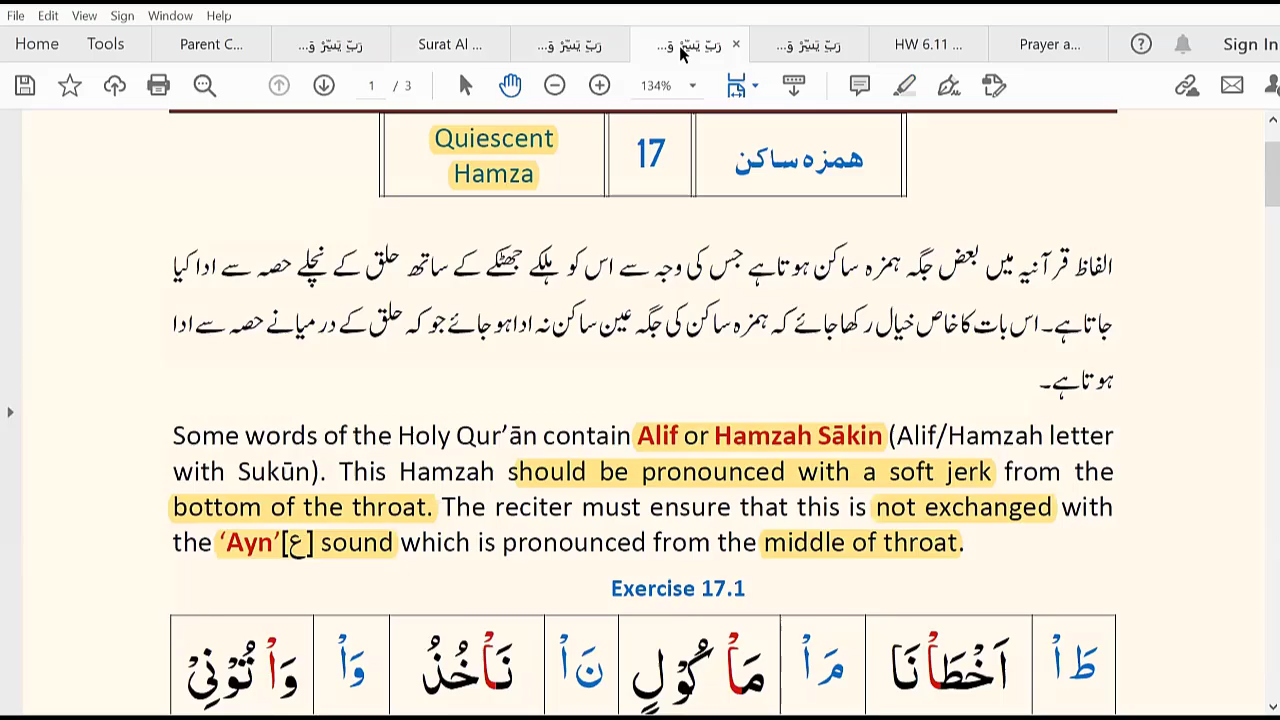 File Edit View Sign Window Help
Home Tools Parent C... رَبِّ يَسِّرْ وَ... Surat Al ... رَبِّ يَسِّرْ وَ... رَبِّ يَسِّرْ وَ... × رَبِّ يَسِّرْ وَ... HW 6.11 ... Prayer a... Sign In
1 / 3 134%
Quiescent Hamza 17 ھمزہ ساکن
الفاظ قرآنیہ میں بعض جگہ ہمزہ ساکن ہوتا ہے جس کی وجہ سے اس کو ہلکے جھٹکے کے ساتھ حلق کے نچلے حصہ سے ادا کیا
جاتا ہے۔ اس بات کا خاص خیال رکھا جائے کہ ہمزہ ساکن کی جگہ عین ساکن نہ ادا ہو جائے جو کہ حلق کے درمیانے حصہ سے ادا
ہوتا ہے۔
Some words of the Holy Qur’ān contain Alif or Hamzah Sākin (Alif/Hamzah letter
with Sukūn). This Hamzah should be pronounced with a soft jerk from the
bottom of the throat. The reciter must ensure that this is not exchanged with
the ‘Ayn’[ع] sound which is pronounced from the middle of throat.
Exercise 17.1
طَ اْ اَخْطَاْنَا مَ اْ مَاْكُوْلٍ نَ اْ نَاْخُذُ وَاْ وَاْتُوْنِيْ